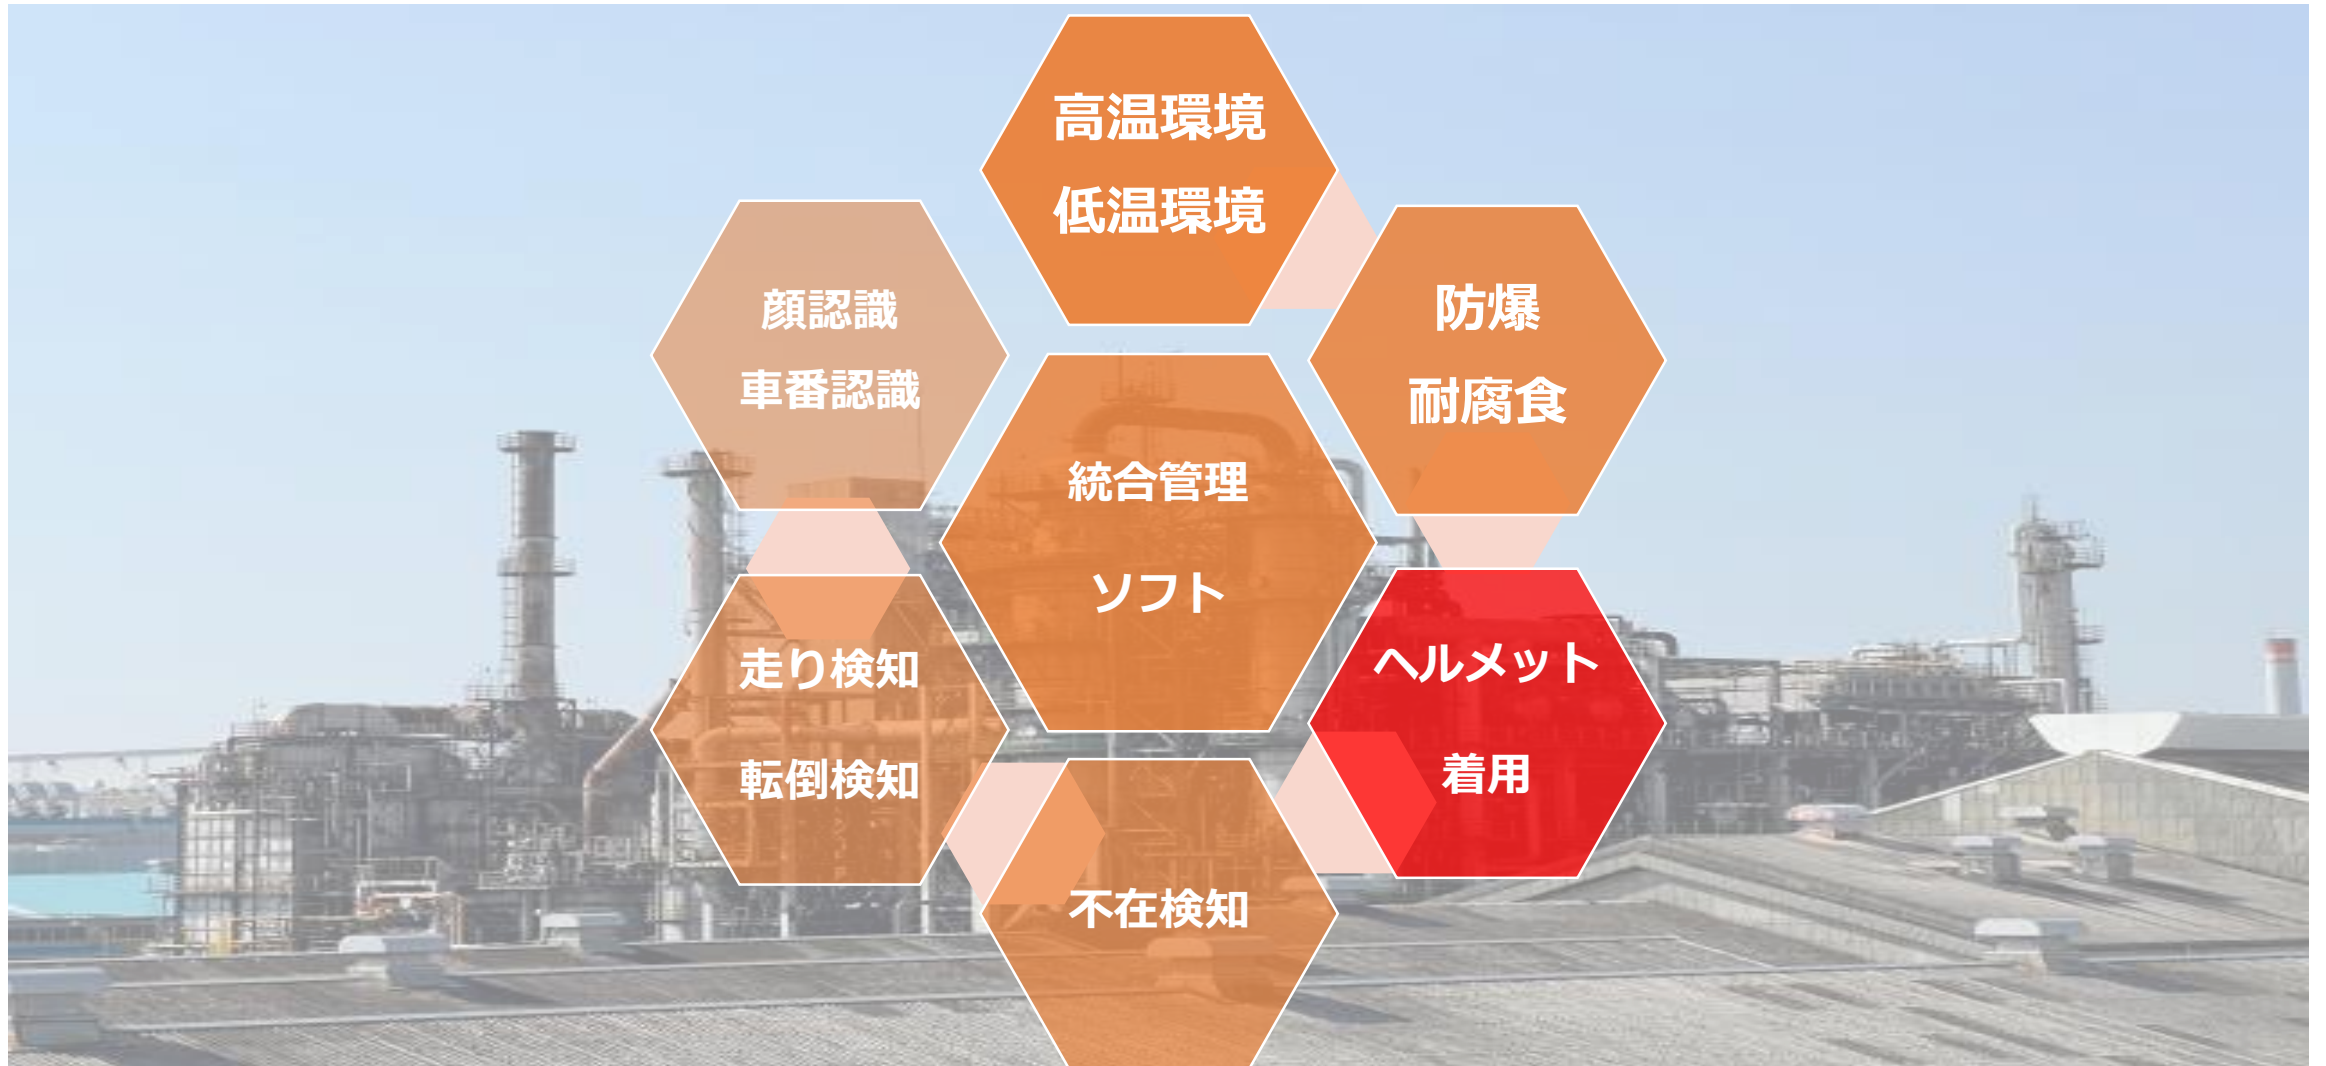 高温環境
低温環境
防爆
耐腐食
ヘルメット
着用
不在検知
走り検知
転倒検知
顔認識
車番認識
統合管理
ソフト